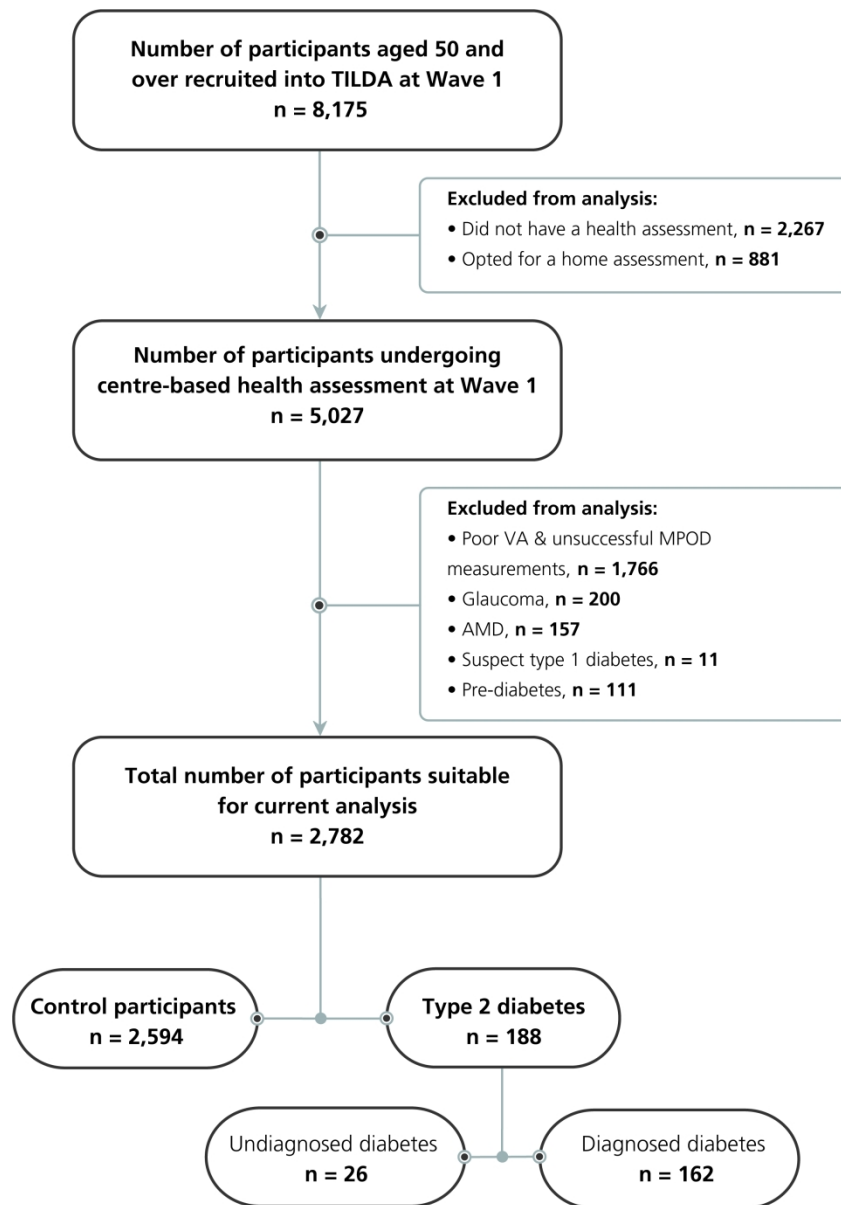 Number of participants aged 50 and
over recruited into TILDA at Wave 1
n = 8,175
Excluded from analysis:
• Did not have a health assessment, n = 2,267
• Opted for a home assessment, n = 881
Number of participants undergoing
centre-based health assessment at Wave 1
n = 5,027
Excluded from analysis:
• Poor VA & unsuccessful MPOD
measurements, n = 1,766
• Glaucoma, n = 200
• AMD, n = 157
• Suspect type 1 diabetes, n = 11
• Pre-diabetes, n = 111
Total number of participants suitable
for current analysis
n = 2,782
Control participants
n = 2,594
Type 2 diabetes
n = 188
Undiagnosed diabetes
n = 26
Diagnosed diabetes
n = 162